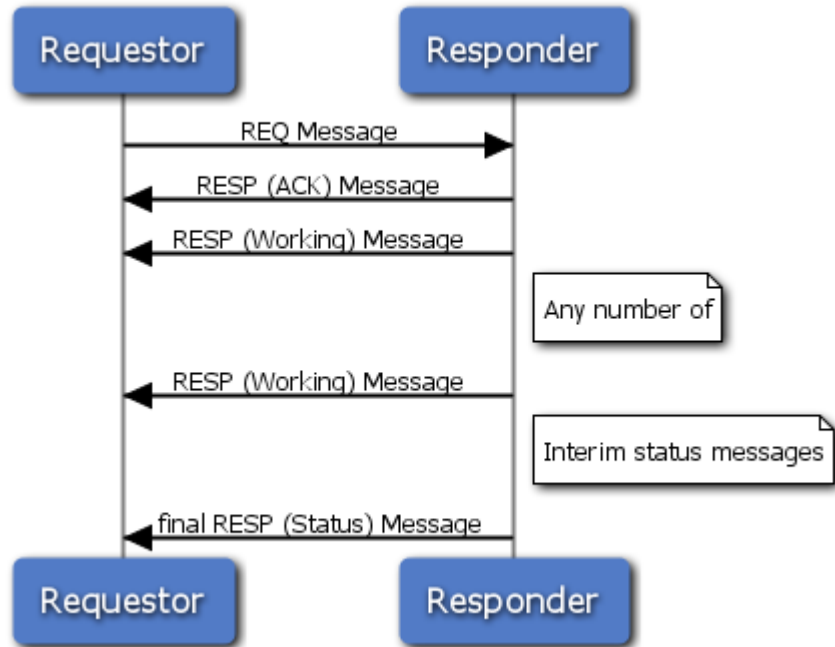 Requestor
Responder
REQ Message
RESP (ACK) Message
RESP (Working) Message
Any number of
RESP (Working) Message
Interim status messages
final RESP (Status) Message
Requestor
Responder